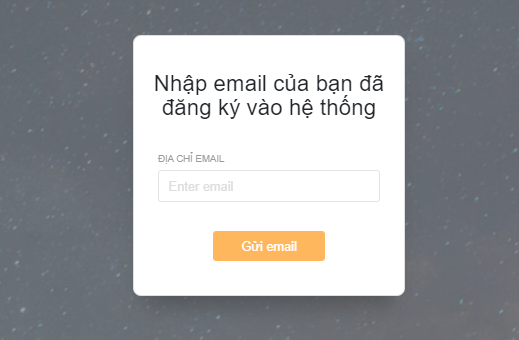 Nhập email của bạn đã
đăng ký vào hệ thống
ĐỊA CHỈ EMAIL
Enter email
Gửi email